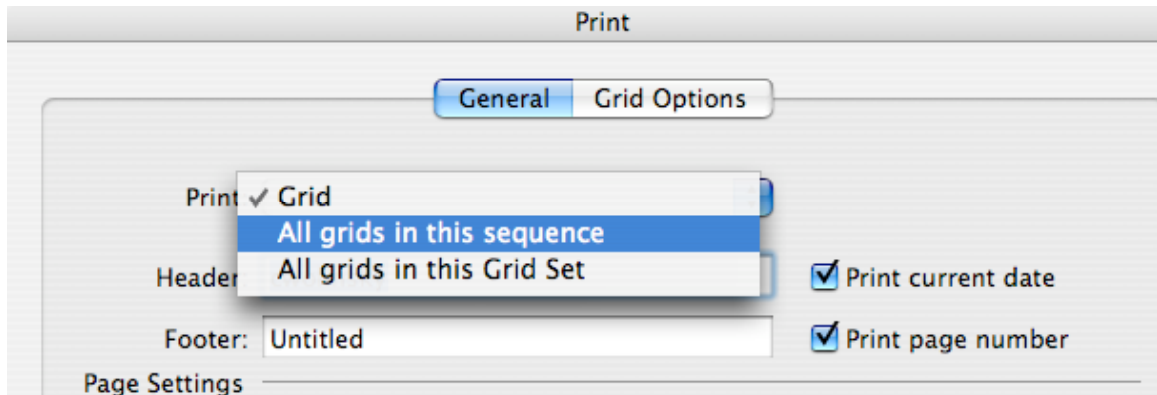 Print
General Grid Options
Print ✓ Grid
All grids in this sequence
All grids in this Grid Set
Header
Print current date
Footer: Untitled
Print page number
Page Settings